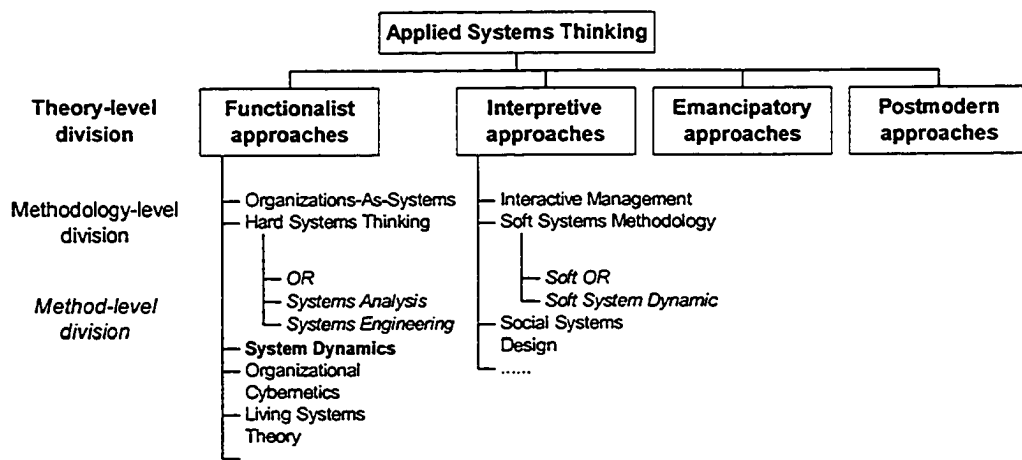 Applied Systems Thinking
Theory-level
division
Functionalist
approaches
Interpretive
approaches
Emancipatory
approaches
Postmodern
approaches
Methodology-level
division
Method-level
division
Organizations-As-Systems
Hard Systems Thinking
OR
Systems Analysis
Systems Engineering
System Dynamics
Organizational
Cybernetics
Living Systems
Theory
Interactive Management
Soft Systems Methodology
Soft OR
Soft System Dynamic
Social Systems
Design
......